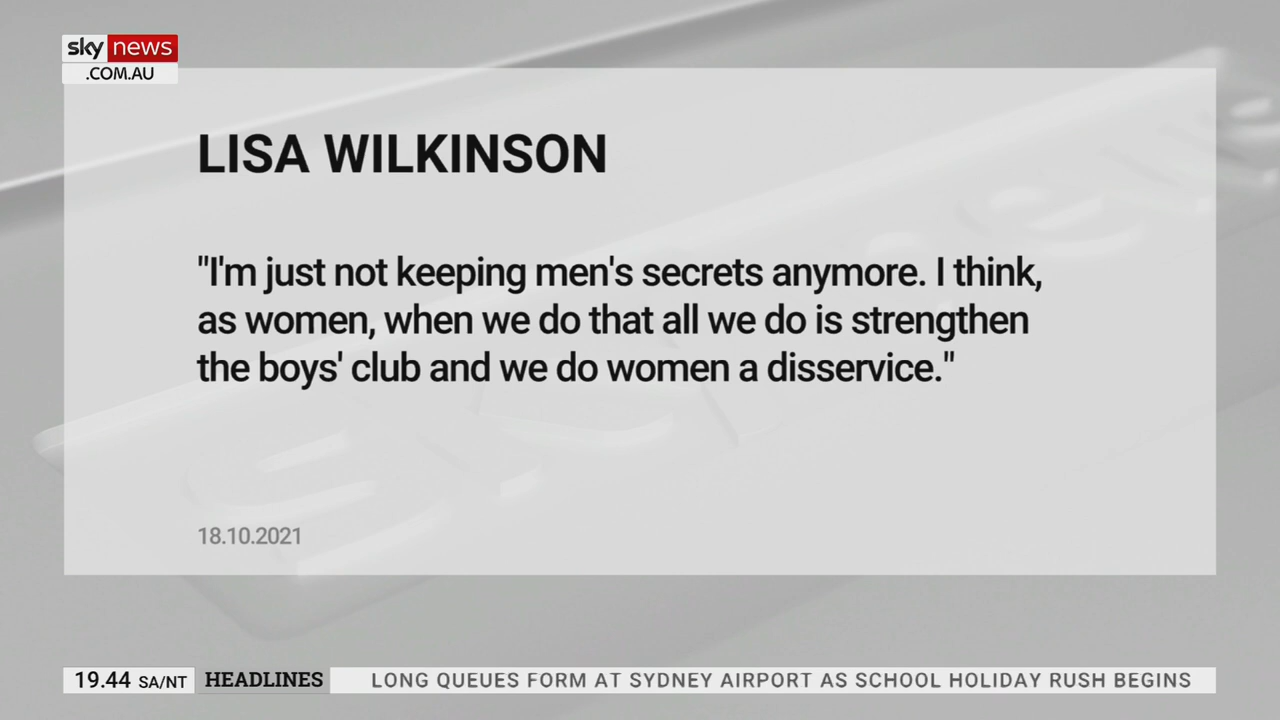 sky news
.COM.AU
LISA WILKINSON
"I'm just not keeping men's secrets anymore. I think,
as women, when we do that all we do is strengthen
the boys' club and we do women a disservice."
18.10.2021
19.44 SA/NT HEADLINES LONG QUEUES FORM AT SYDNEY AIRPORT AS SCHOOL HOLIDAY RUSH BEGINS